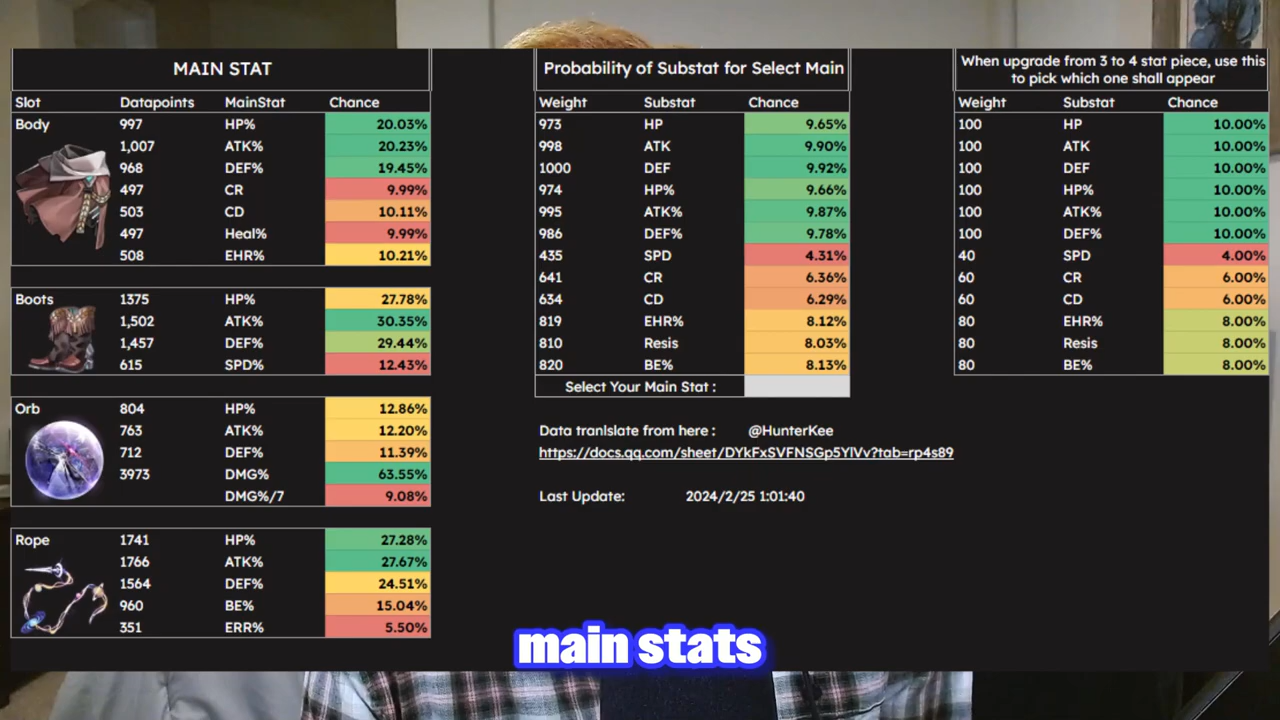 MAIN STAT
Slot Datapoints MainStat Chance
Body 997 HP% 20.03%
1,007 ATK% 20.23%
968 DEF% 19.45%
497 CR 9.99%
503 CD 10.11%
497 Heal% 9.99%
508 EHR% 10.21%
Boots 1375 HP% 27.78%
1,502 ATK% 30.35%
1,457 DEF% 29.44%
615 SPD% 12.43%
Orb 804 HP% 12.86%
763 ATK% 12.20%
712 DEF% 11.39%
3973 DMG% 63.55%
DMG%/7 9.08%
Rope 1741 HP% 27.28%
1766 ATK% 27.67%
1564 DEF% 24.51%
960 BE% 15.04%
351 ERR% 5.50%
Probability of Substat for Select Main
Weight Substat Chance
973 HP 9.65%
998 ATK 9.90%
1000 DEF 9.92%
974 HP% 9.66%
995 ATK% 9.87%
986 DEF% 9.78%
435 SPD 4.31%
641 CR 6.36%
634 CD 6.29%
819 EHR% 8.12%
810 Resis 8.03%
820 BE% 8.13%
Select Your Main Stat :
Data tranlstate from here : @HunterKee
https://docs.qq.com/sheet/DYkFxSVFNSGp5YlVv?tab=rp4s89
Last Update: 2024/2/25 1:01:40
When upgrade from 3 to 4 stat piece, use this
to pick which one shall appear
Weight Substat Chance
100 HP 10.00%
100 ATK 10.00%
100 DEF 10.00%
100 HP% 10.00%
100 ATK% 10.00%
100 DEF% 10.00%
40 SPD 4.00%
60 CR 6.00%
60 CD 6.00%
80 EHR% 8.00%
80 Resis 8.00%
80 BE% 8.00%
main stats